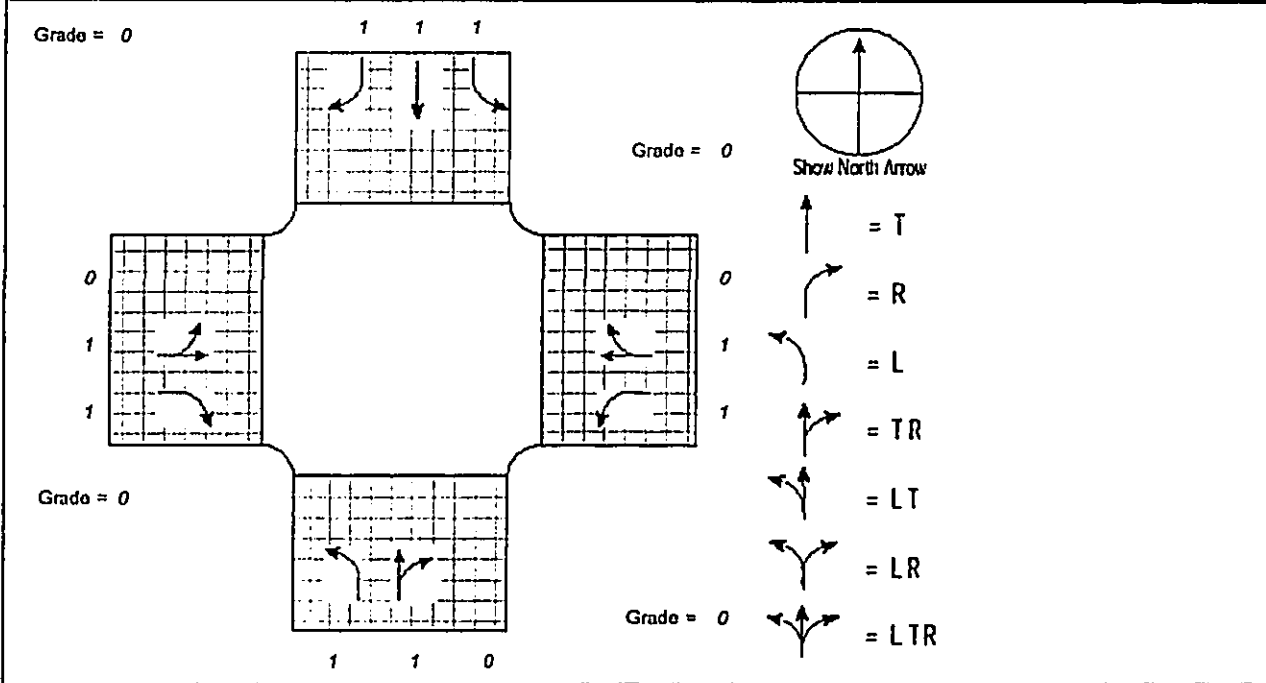 Grade = 0
1 1 1
Grade = 0
Show North Arrow
= T
0
0
= R
1
1
= L
1
1
= TR
Grade = 0
= LT
= LR
Grade = 0
= LTR
1 1 0